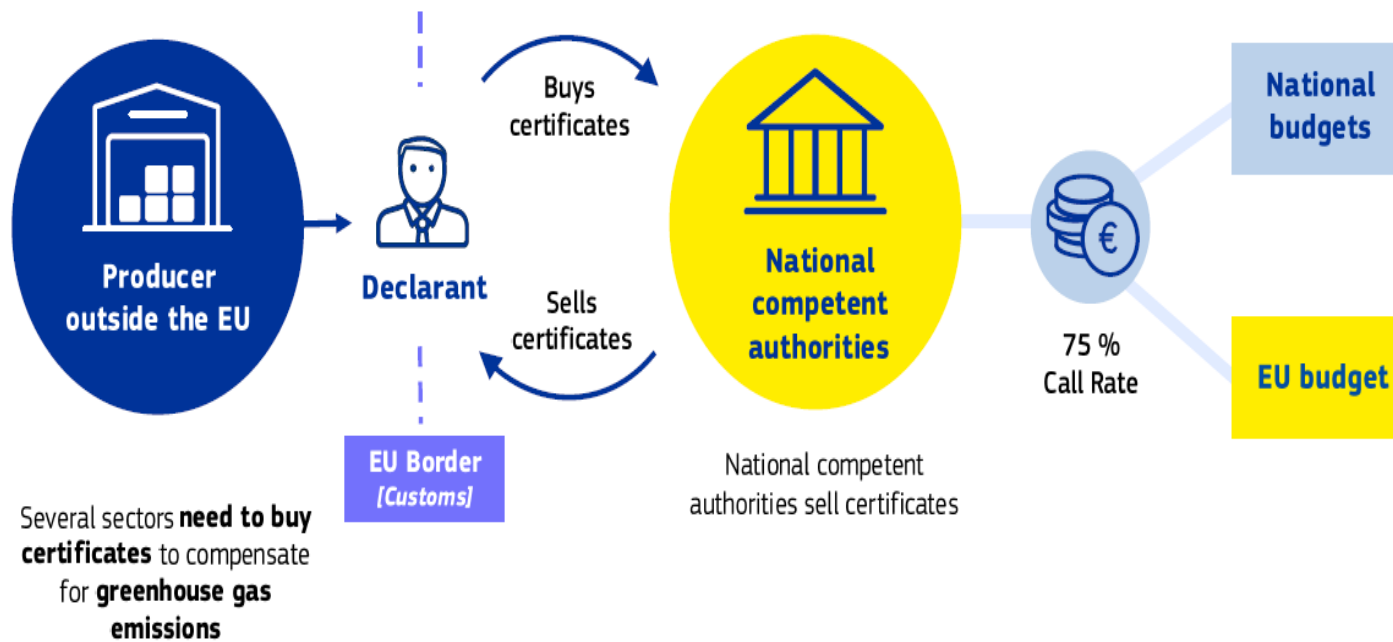 Producer
outside the EU
Several sectors need to buy
certificates to compensate
for greenhouse gas
emissions
Declarant
EU Border
[Customs]
Buys
certificates
Sells
certificates
National
competent
authorities
National competent
authorities sell certificates
€
75 %
Call Rate
National
budgets
EU budget